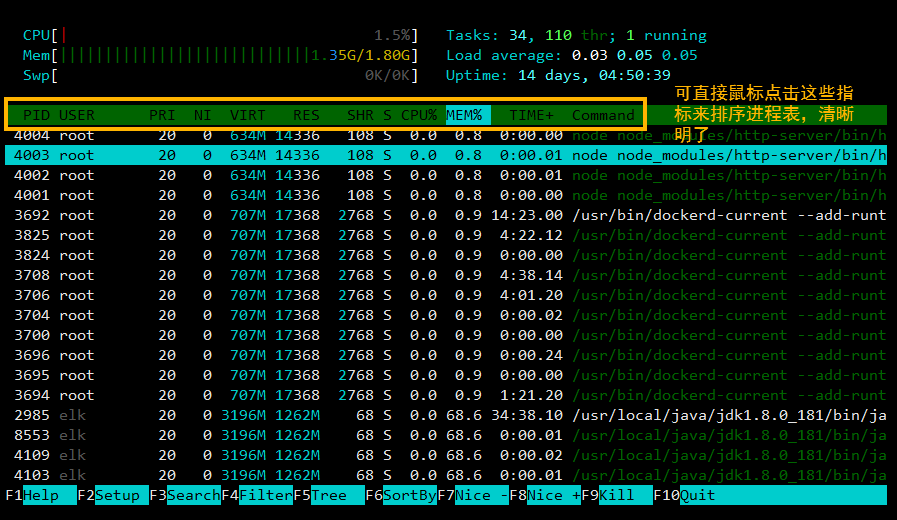 CPU[| 1.5%] Tasks: 34, 110 thr; 1 running
Mem[||||||||||||||||||||||||||||1.35G/1.80G] Load average: 0.03 0.05 0.05
Swp[ 0K/0K] Uptime: 14 days, 04:50:39
可直接鼠标点击这些指
标来排序进程表，清晰
明了
PID USER PRI NI VIRT RES SHR S CPU% MEM% TIME+ Command
4004 root 20 0 634M 14336 108 S 0.0 0.8 0:00.00 node node_modules/http-server/bin/h
4003 root 20 0 634M 14336 108 S 0.0 0.8 0:00.01 node node_modules/http-server/bin/h
4002 root 20 0 634M 14336 108 S 0.0 0.8 0:00.01 node node_modules/http-server/bin/h
4001 root 20 0 634M 14336 108 S 0.0 0.8 0:00.00 node node_modules/http-server/bin/h
3692 root 20 0 707M 17368 2768 S 0.0 0.9 14:23.00 /usr/bin/dockerd-current --add-runt
3825 root 20 0 707M 17368 2768 S 0.0 0.9 4:22.12 /usr/bin/dockerd-current --add-runt
3824 root 20 0 707M 17368 2768 S 0.0 0.9 0:00.00 /usr/bin/dockerd-current --add-runt
3708 root 20 0 707M 17368 2768 S 0.0 0.9 4:38.14 /usr/bin/dockerd-current --add-runt
3706 root 20 0 707M 17368 2768 S 0.0 0.9 4:01.20 /usr/bin/dockerd-current --add-runt
3704 root 20 0 707M 17368 2768 S 0.0 0.9 0:00.02 /usr/bin/dockerd-current --add-runt
3700 root 20 0 707M 17368 2768 S 0.0 0.9 0:00.00 /usr/bin/dockerd-current --add-runt
3696 root 20 0 707M 17368 2768 S 0.0 0.9 0:00.24 /usr/bin/dockerd-current --add-runt
3695 root 20 0 707M 17368 2768 S 0.0 0.9 0:00.00 /usr/bin/dockerd-current --add-runt
3694 root 20 0 707M 17368 2768 S 0.0 0.9 1:21.20 /usr/bin/dockerd-current --add-runt
2985 elk 20 0 3196M 1262M 68 S 0.0 68.6 34:38.10 /usr/local/java/jdk1.8.0_181/bin/ja
8553 elk 20 0 3196M 1262M 68 S 0.0 68.6 0:00.01 /usr/local/java/jdk1.8.0_181/bin/ja
4109 elk 20 0 3196M 1262M 68 S 0.0 68.6 0:00.02 /usr/local/java/jdk1.8.0_181/bin/ja
4103 elk 20 0 3196M 1262M 68 S 0.0 68.6 0:00.01 /usr/local/java/jdk1.8.0_181/bin/ja
F1Help F2Setup F3SearchF4FilterF5Tree F6SortByF7Nice -F8Nice +F9Kill F10Quit